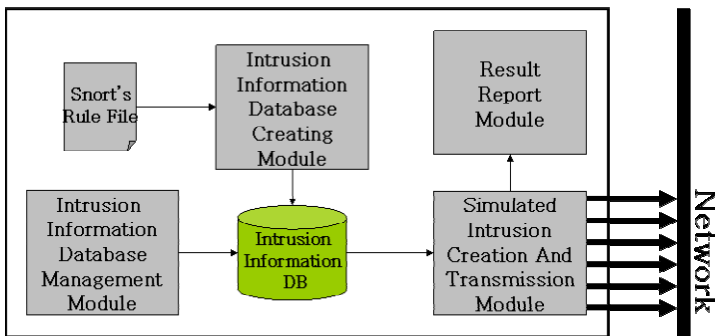 Snort's
Rule File
Intrusion
Information
Database
Creating
Module
Result
Report
Module
Intrusion
Information
Database
Management
Module
Intrusion
Information
DB
Simulated
Intrusion
Creation And
Transmission
Module
Network